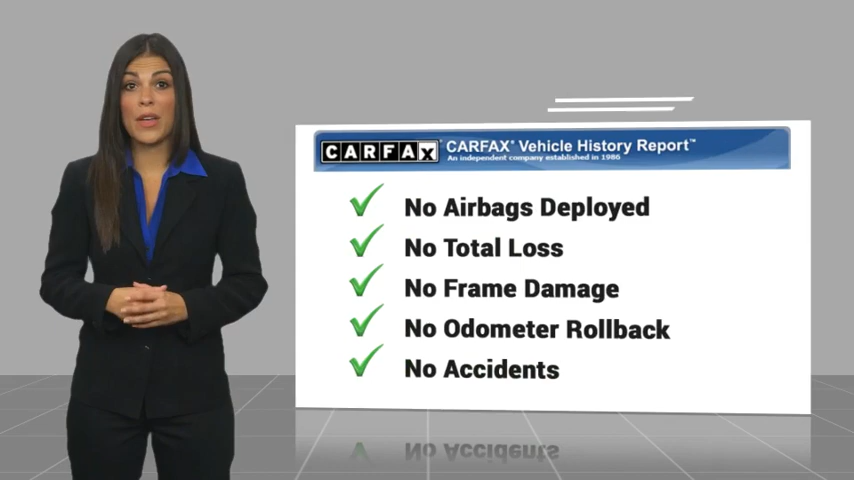 CARFAX CARFAX® Vehicle History Report™
An independent company established in 1986
No Airbags Deployed
No Total Loss
No Frame Damage
No Odometer Rollback
No Accidents
No Accidents